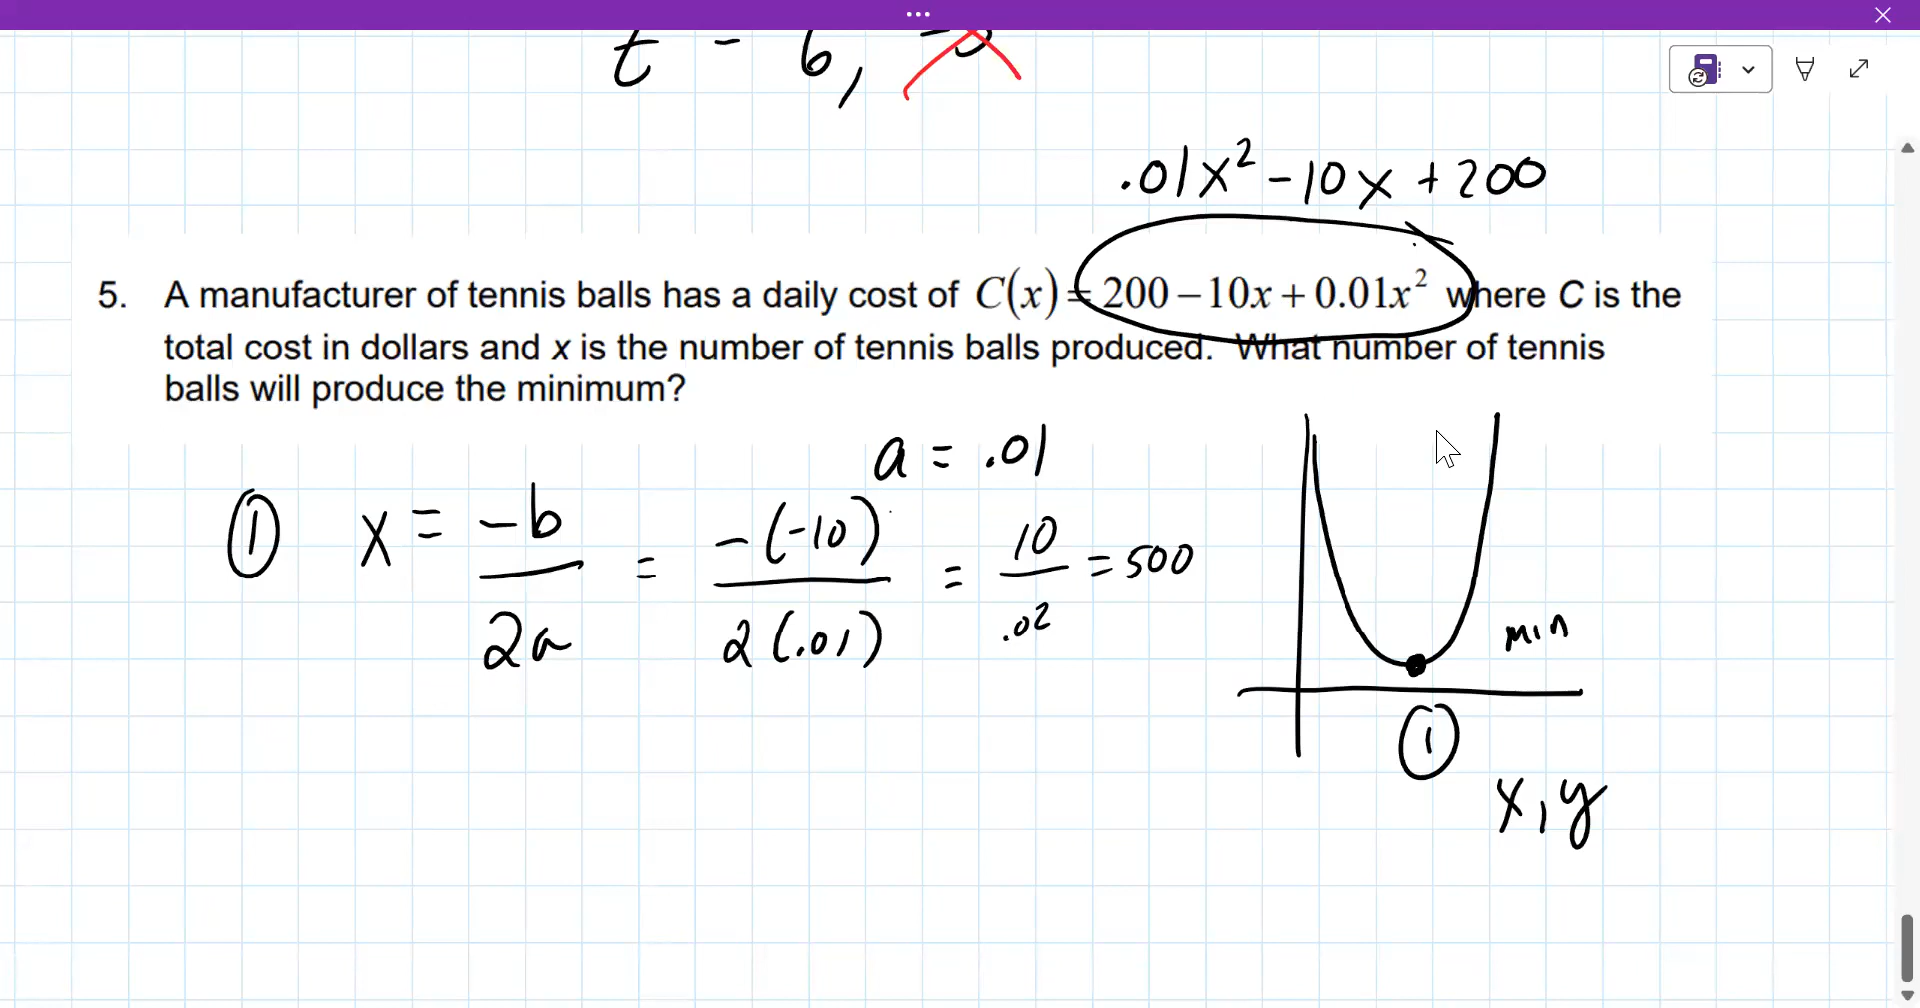 t = 6,
.01x² - 10x + 200
5. A manufacturer of tennis balls has a daily cost of C(x) = 200 − 10x + 0.01x² where C is the
total cost in dollars and x is the number of tennis balls produced. What number of tennis
balls will produce the minimum?
a = .01
① x = -b/2a = -(-10)/2(.01) = 10/.02 = 500
min
①
x, y